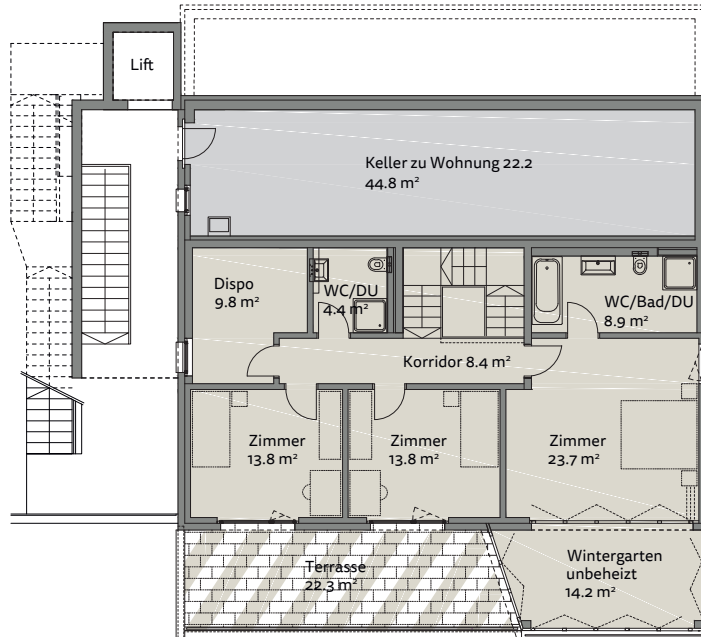 Lift
Keller zu Wohnung 22.2
44.8 m²
Dispo
9.8 m²
WC/DU
4.4 m²
WC/Bad/DU
8.9 m²
Korridor 8.4 m²
Zimmer
13.8 m²
Zimmer
13.8 m²
Zimmer
23.7 m²
Terrasse
22.3 m²
Wintergarten
unbeheizt
14.2 m²